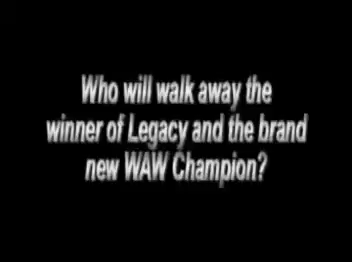 Who will walk away the
winner of Legacy and the brand
new WAW Champion?